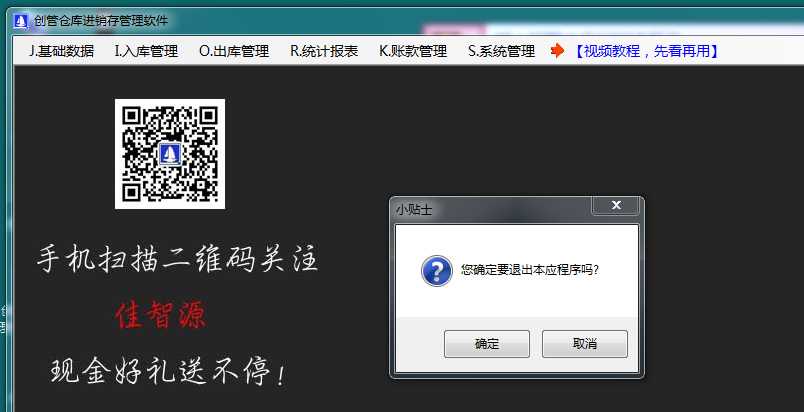 创管仓库进销存管理软件
J.基础数据 I.入库管理 O.出库管理 R.统计报表 K.账款管理 S.系统管理 【视频教程，先看再用】
手机扫描二维码关注
佳智源
现金好礼送不停！
小贴士
您确定要退出本应程序吗?
确定 取消